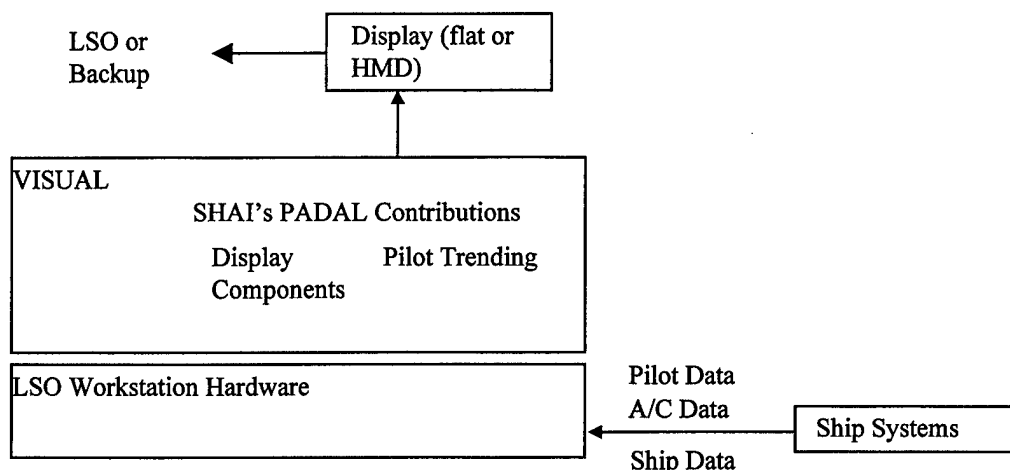 LSO or
Backup
Display (flat or
HMD)
VISUAL
SHAI's PADAL Contributions
Display
Components
Pilot Trending
LSO Workstation Hardware
Pilot Data
A/C Data
Ship Systems
Ship Data